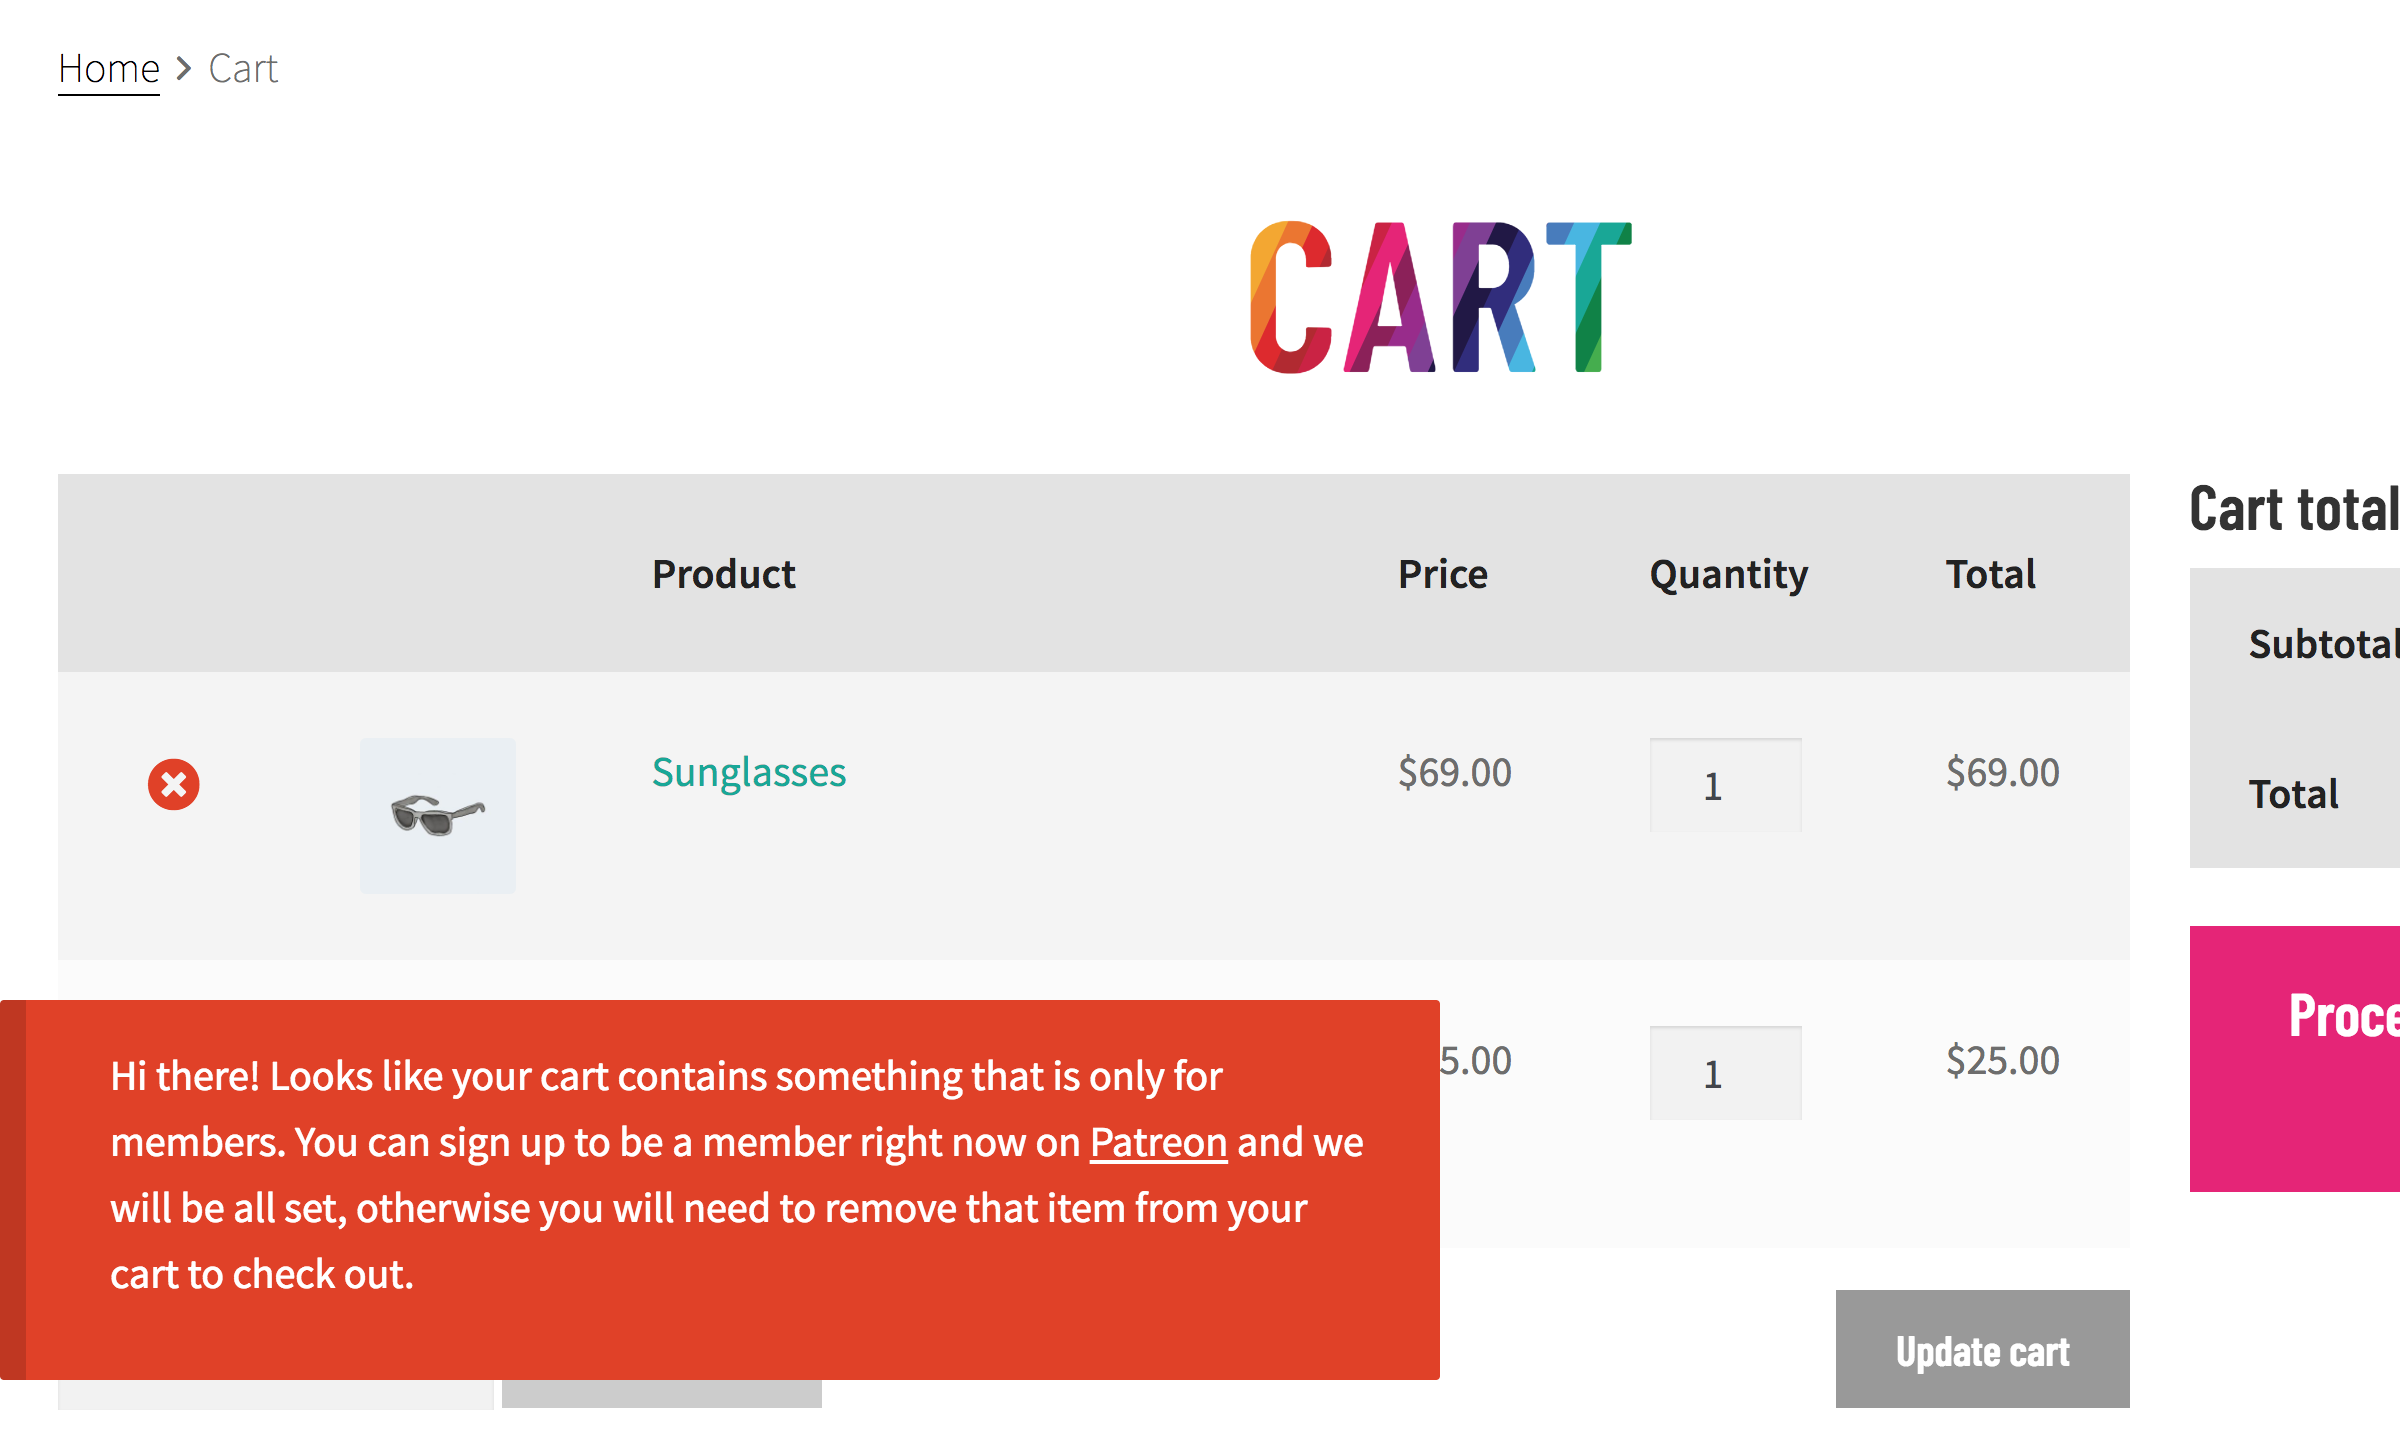 Home > Cart
CART
Product Price Quantity Total
Cart total
Subtotal
Sunglasses $69.00 1 $69.00
Total
Proce
Hi there! Looks like your cart contains something that is only for
members. You can sign up to be a member right now on Patreon and we
will be all set, otherwise you will need to remove that item from your
cart to check out.
5.00 1 $25.00
Update cart